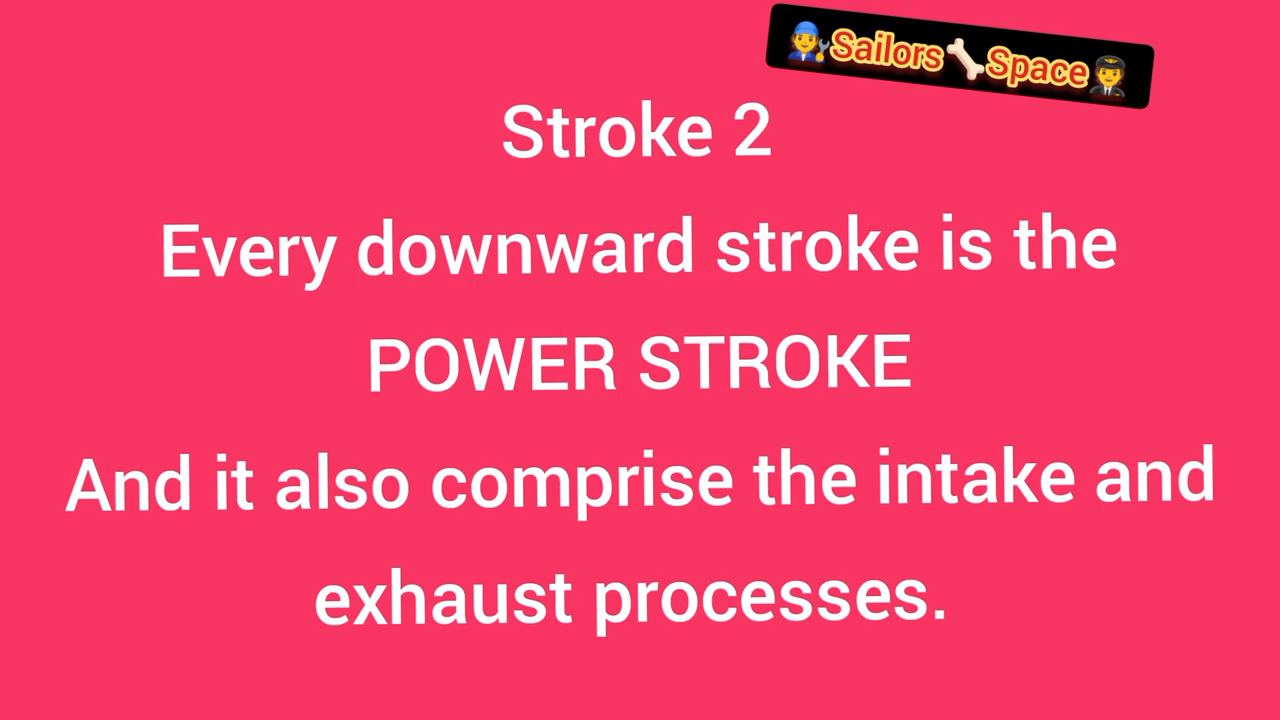 Sailors Space
Stroke 2
Every downward stroke is the
POWER STROKE
And it also comprise the intake and
exhaust processes.